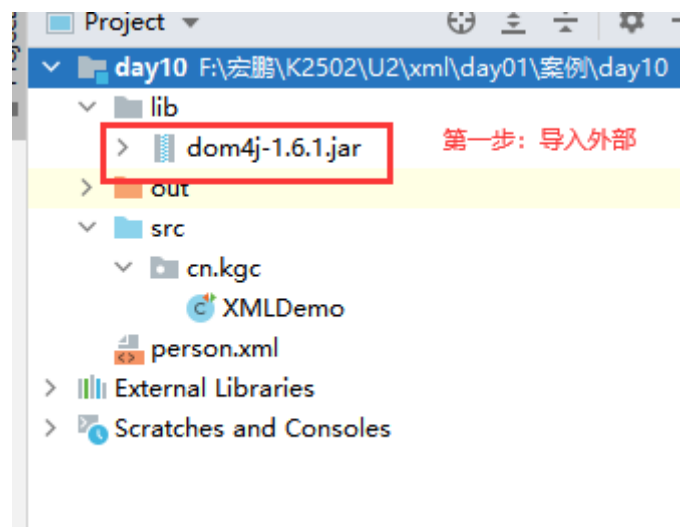 Project
day10 F:\宏鹏\K2502\U2\xml\day01\案例\day10
lib
dom4j-1.6.1.jar 第一步：导入外部
out
src
cn.kgc
XMLDemo
person.xml
External Libraries
Scratches and Consoles